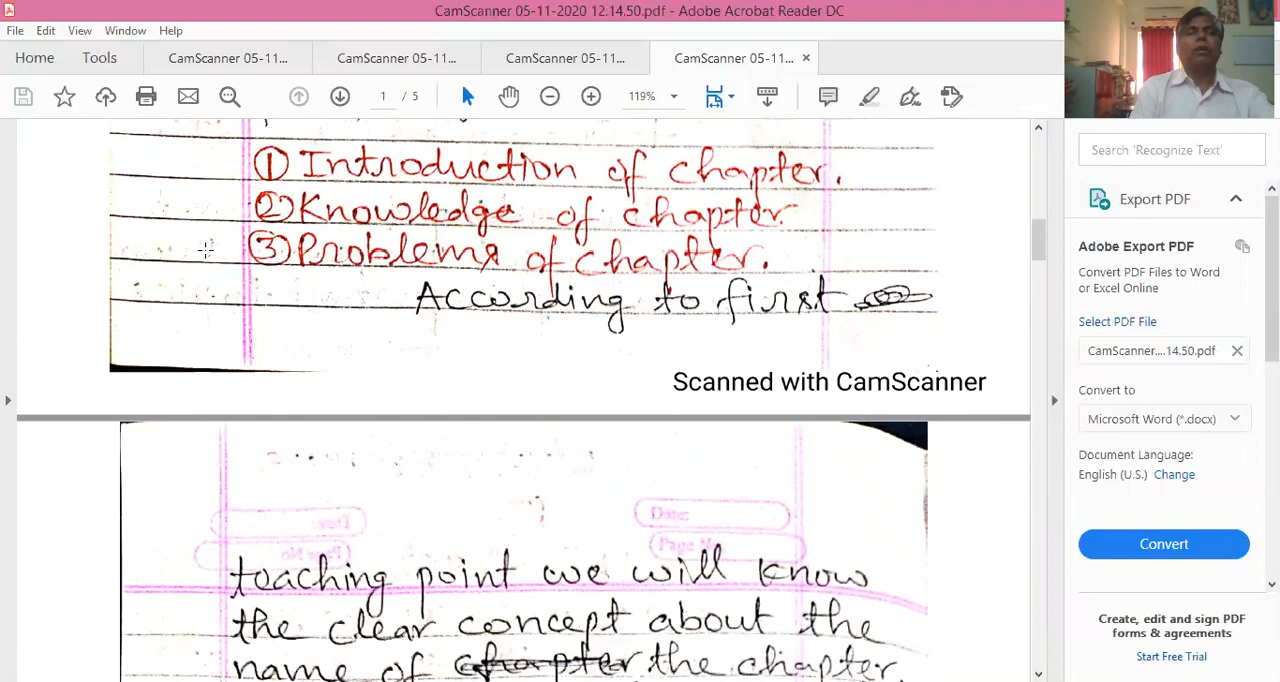 CamScanner 05-11-2020 12.14.50.pdf - Adobe Acrobat Reader DC
File Edit View Window Help
Home Tools CamScanner 05-11... CamScanner 05-11... CamScanner 05-11... CamScanner 05-11... ×
1 / 5 119%
① Introduction of chapter.
② Knowledge of chapter.
③ Problems of chapter.
According to first
Scanned with CamScanner
Date:
Page No
teaching point we will know
the clear concept about the
name of chapter the chapter.
Search 'Recognize Text'
Export PDF
Adobe Export PDF
Convert PDF Files to Word
or Excel Online
Select PDF File
CamScanner....14.50.pdf ×
Convert to
Microsoft Word (*.docx)
Document Language:
English (U.S.) Change
Convert
Create, edit and sign PDF
forms & agreements
Start Free Trial